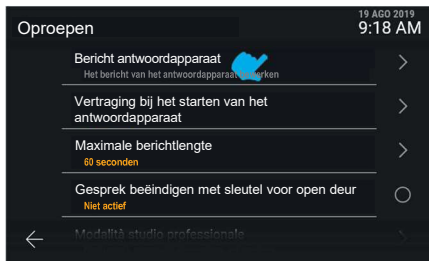 19 AGO 2019
Oproepen
9:18 AM
Bericht antwoordapparaat
Het bericht van het antwoordapparaat
Vertraging bij het starten van het
antwoordapparaat
Maximale berichtlengte
60 seconden
Gesprek beëindigen met sleutel voor open deur
Niet actief
Modalità studio professionale